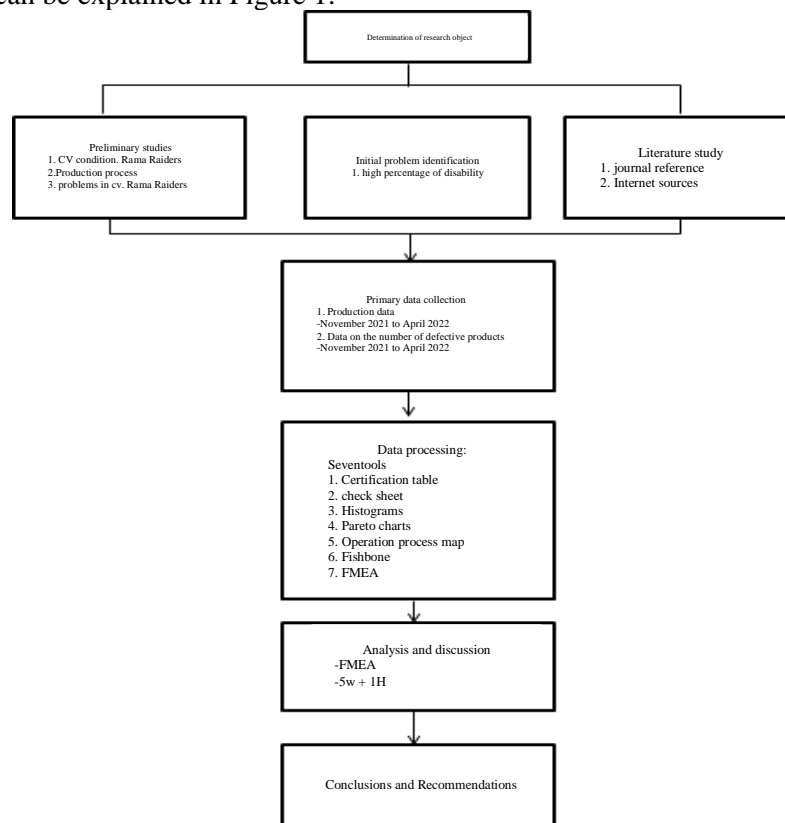 can be explained in Figure 1.
Determination of research object
Preliminary studies
1. CV condition. Rama Raiders
2.Production process
3. problems in cv. Rama Raiders
Initial problem identification
1. high percentage of disability
Literature study
1. journal reference
2. Internet sources
Primary data collection
1. Production data
-November 2021 to April 2022
2. Data on the number of defective products
-November 2021 to April 2022
Data processing:
Seventools
1. Certification table
2. check sheet
3. Histograms
4. Pareto charts
5. Operation process map
6. Fishbone
7. FMEA
Analysis and discussion
-FMEA
-5w + 1H
Conclusions and Recommendations